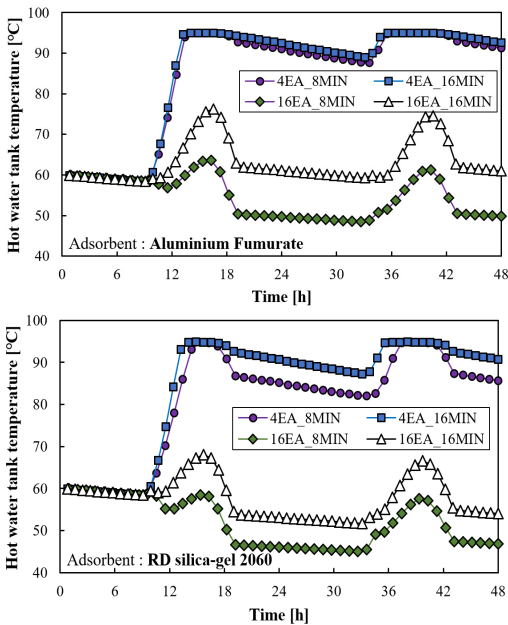 100
90
80
70
60
50
40
Hot water tank temperature [℃]
4EA_8MIN 4EA_16MIN
16EA_8MIN 16EA_16MIN
Adsorbent : Aluminium Fumurate
0 6 12 18 24 30 36 42 48
Time [h]
100
90
80
70
60
50
40
Hot water tank temperature [℃]
4EA_8MIN 4EA_16MIN
16EA_8MIN 16EA_16MIN
Adsorbent : RD silica-gel 2060
0 6 12 18 24 30 36 42 48
Time [h]